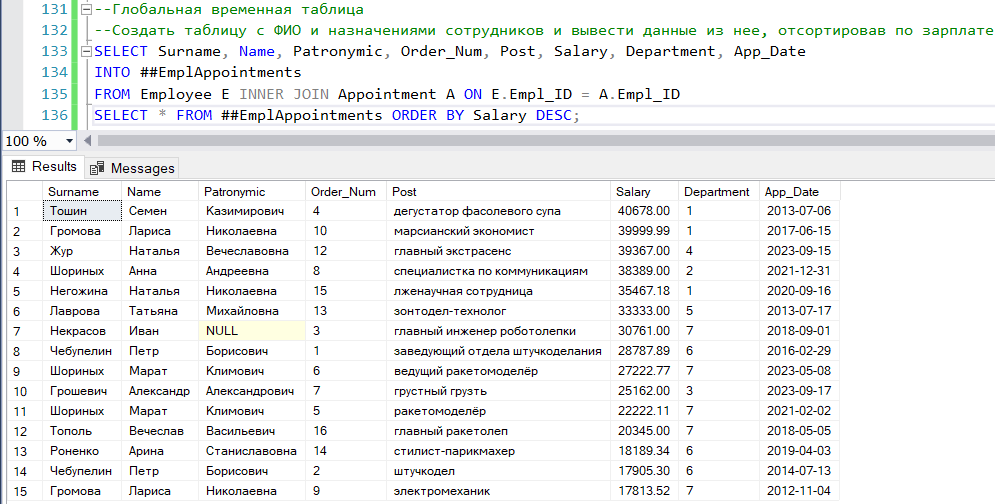 131 --Глобальная временная таблица
132 --Создать таблицу с ФИО и назначениями сотрудников и вывести данные из нее, отсортировав по зарплате
133 SELECT Surname, Name, Patronymic, Order_Num, Post, Salary, Department, App_Date
134 INTO ##EmplAppointments
135 FROM Employee E INNER JOIN Appointment A ON E.Empl_ID = A.Empl_ID
136 SELECT * FROM ##EmplAppointments ORDER BY Salary DESC;
100 %
Results Messages
Surname Name Patronymic Order_Num Post Salary Department App_Date
1 Тошин Семен Казимирович 4 дегустатор фасолевого супа 40678.00 1 2013-07-06
2 Громова Лариса Николаевна 10 марсианский экономист 39999.99 1 2017-06-15
3 Жур Наталья Вечеславовна 12 главный экстрасенс 39367.00 4 2023-09-15
4 Шориных Анна Андреевна 8 специалистка по коммуникациям 38389.00 2 2021-12-31
5 Негожина Наталья Николаевна 15 лженаучная сотрудница 35467.18 1 2020-09-16
6 Лаврова Татьяна Михайловна 13 зонтодел-технолог 33333.00 5 2013-07-17
7 Некрасов Иван NULL 3 главный инженер роботолепки 30761.00 7 2018-09-01
8 Чебупелин Петр Борисович 1 заведующий отдела штучкоделания 28787.89 6 2016-02-29
9 Шориных Марат Климович 6 ведущий ракетомоделёр 27222.77 7 2023-05-08
10 Грошевич Александр Александрович 7 грустный грузть 25162.00 3 2023-09-17
11 Шориных Марат Климович 5 ракетомоделёр 22222.11 7 2021-02-02
12 Тополь Вечеслав Васильевич 16 главный ракетолеп 20345.00 7 2018-05-05
13 Роненко Арина Станиславовна 14 стилист-парикмахер 18189.34 6 2019-04-03
14 Чебупелин Петр Борисович 2 штучкодел 17905.30 6 2014-07-13
15 Громова Лариса Николаевна 9 электромеханик 17813.52 7 2012-11-04